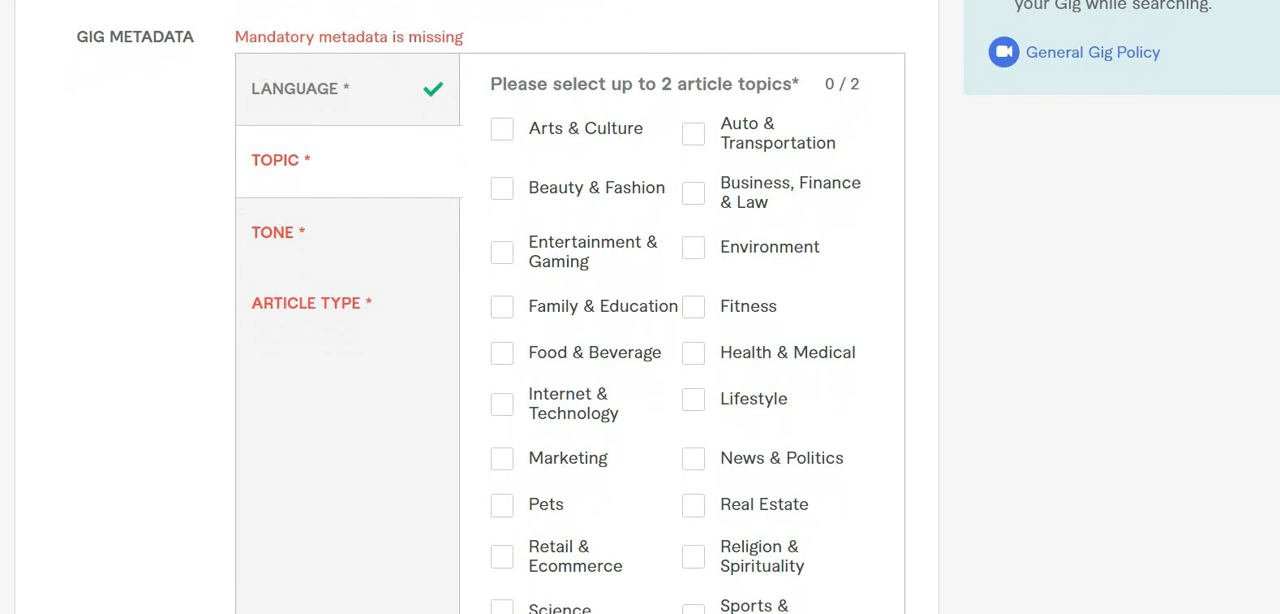 your Gig while searching.
General Gig Policy
GIG METADATA
Mandatory metadata is missing
LANGUAGE *
TOPIC *
TONE *
ARTICLE TYPE *
Please select up to 2 article topics* 0 / 2
Arts & Culture
Auto &
Transportation
Beauty & Fashion
Business, Finance
& Law
Entertainment &
Gaming
Environment
Family & Education
Fitness
Food & Beverage
Health & Medical
Internet &
Technology
Lifestyle
Marketing
News & Politics
Pets
Real Estate
Retail &
Ecommerce
Religion &
Spirituality
Science
Sports &